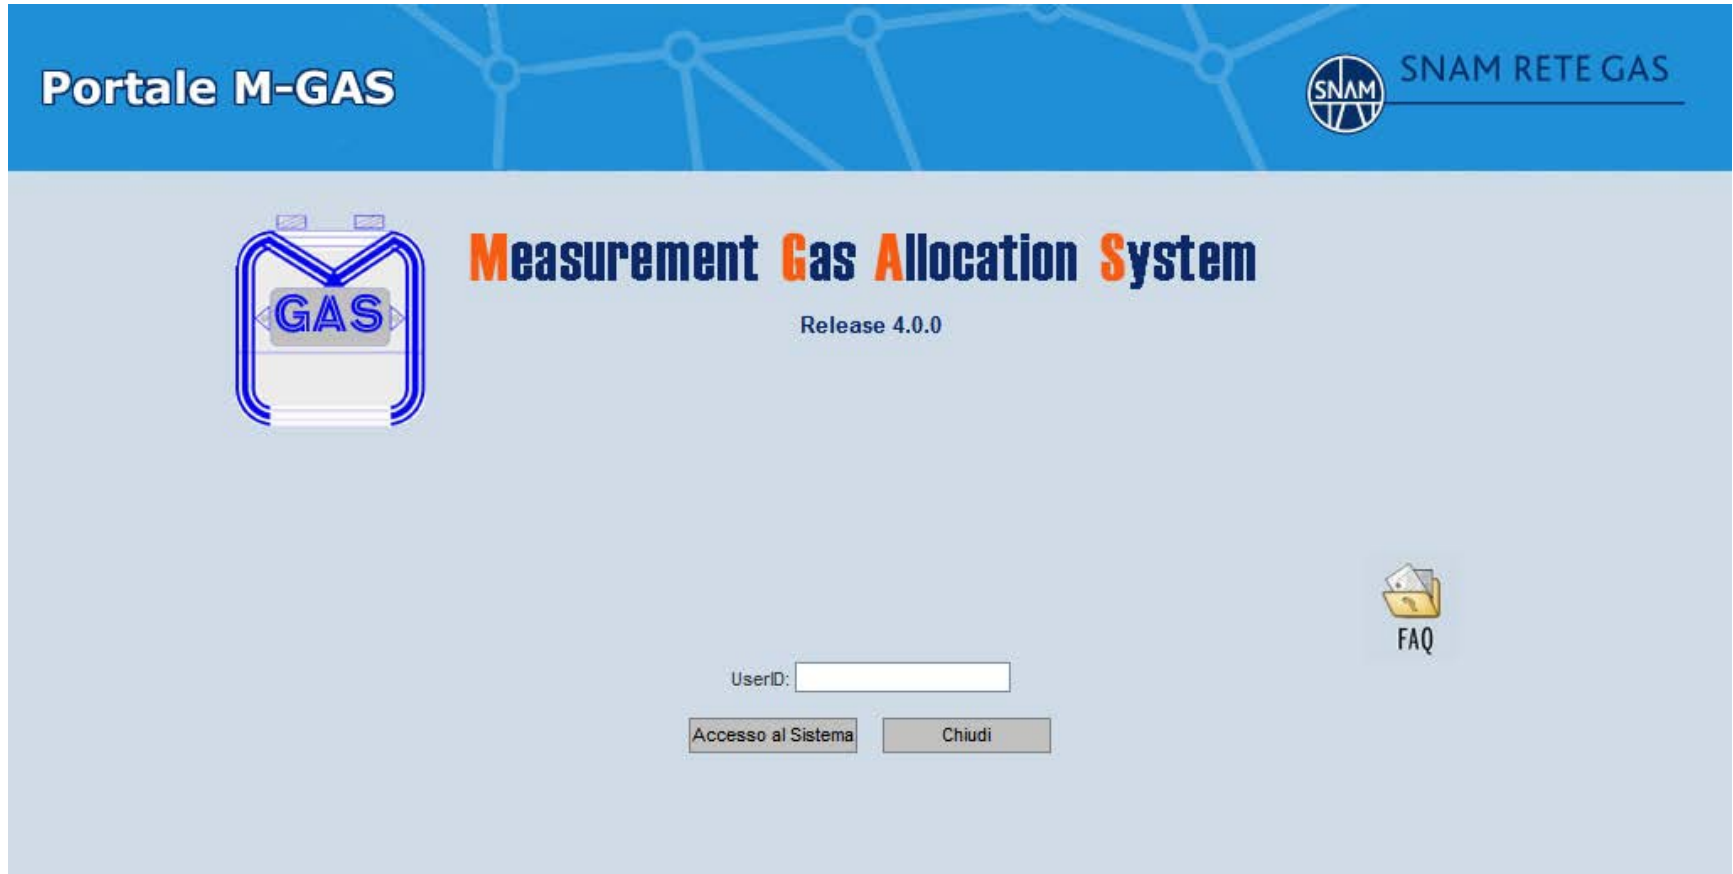 Portale M-GAS
SNAM
SNAM RETE GAS
GAS
Measurement Gas Allocation System
Release 4.0.0
FAQ
UserID:
Accesso al Sistema
Chiudi